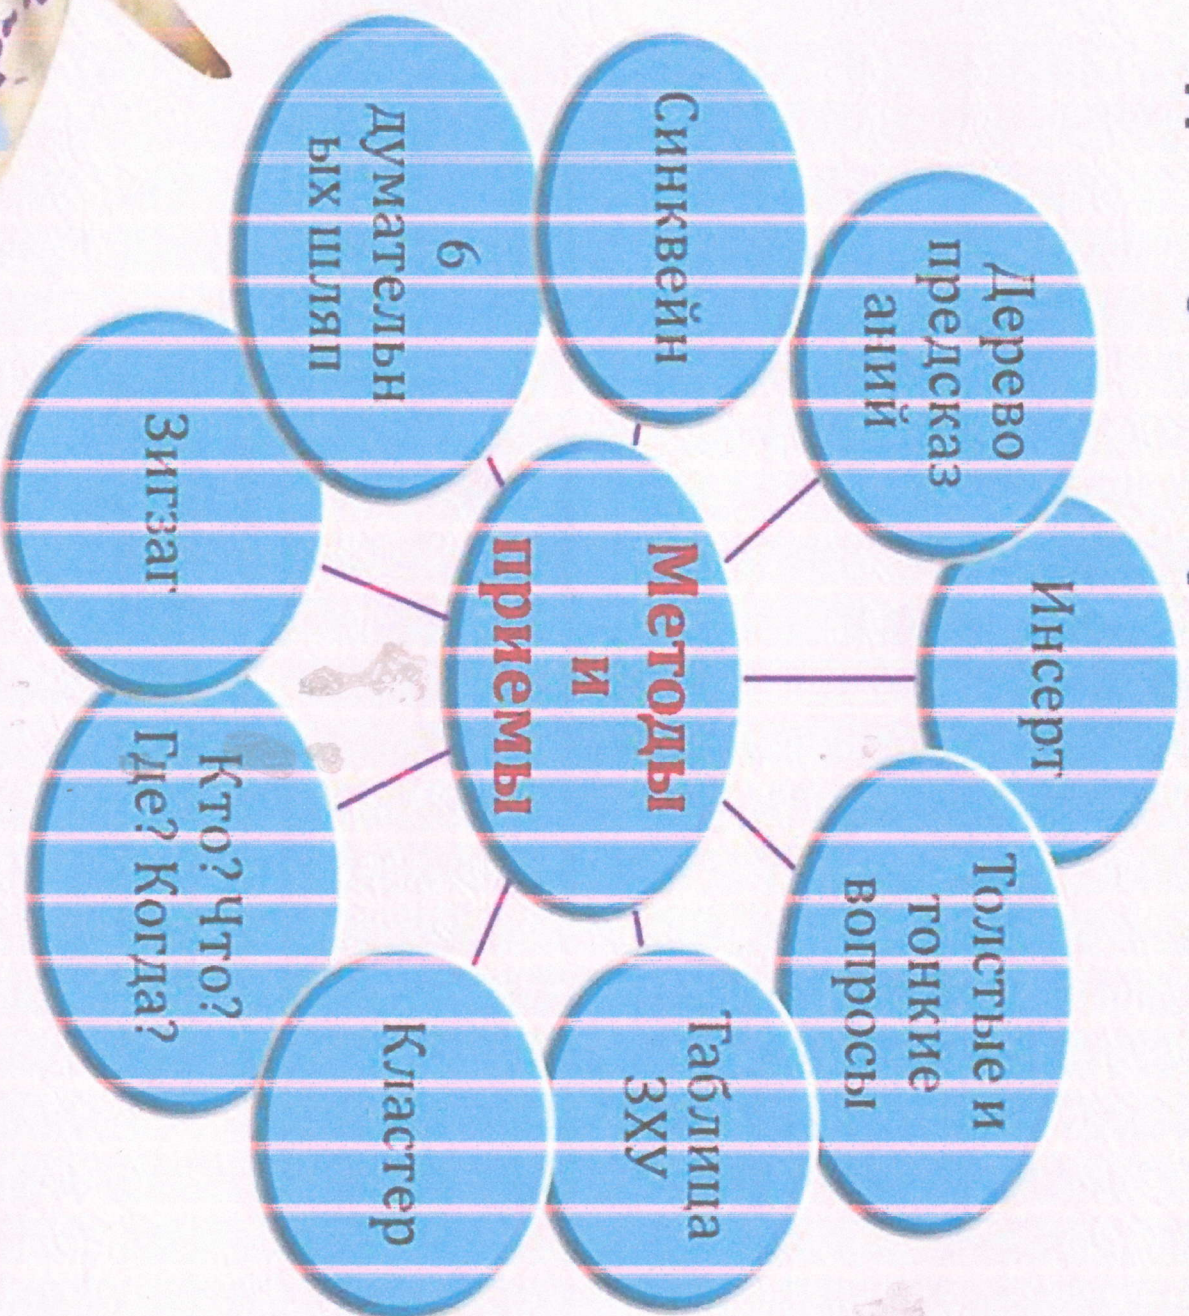 Методы
и
приемы
Инсерт
Толстые и
тонкие
вопросы
Таблица
ЗХУ
Кластер
Кто? Что?
Где? Когда?
Зигзаг
6
думательн
ых шляп
Синквейн
Дерево
предсказ
аний